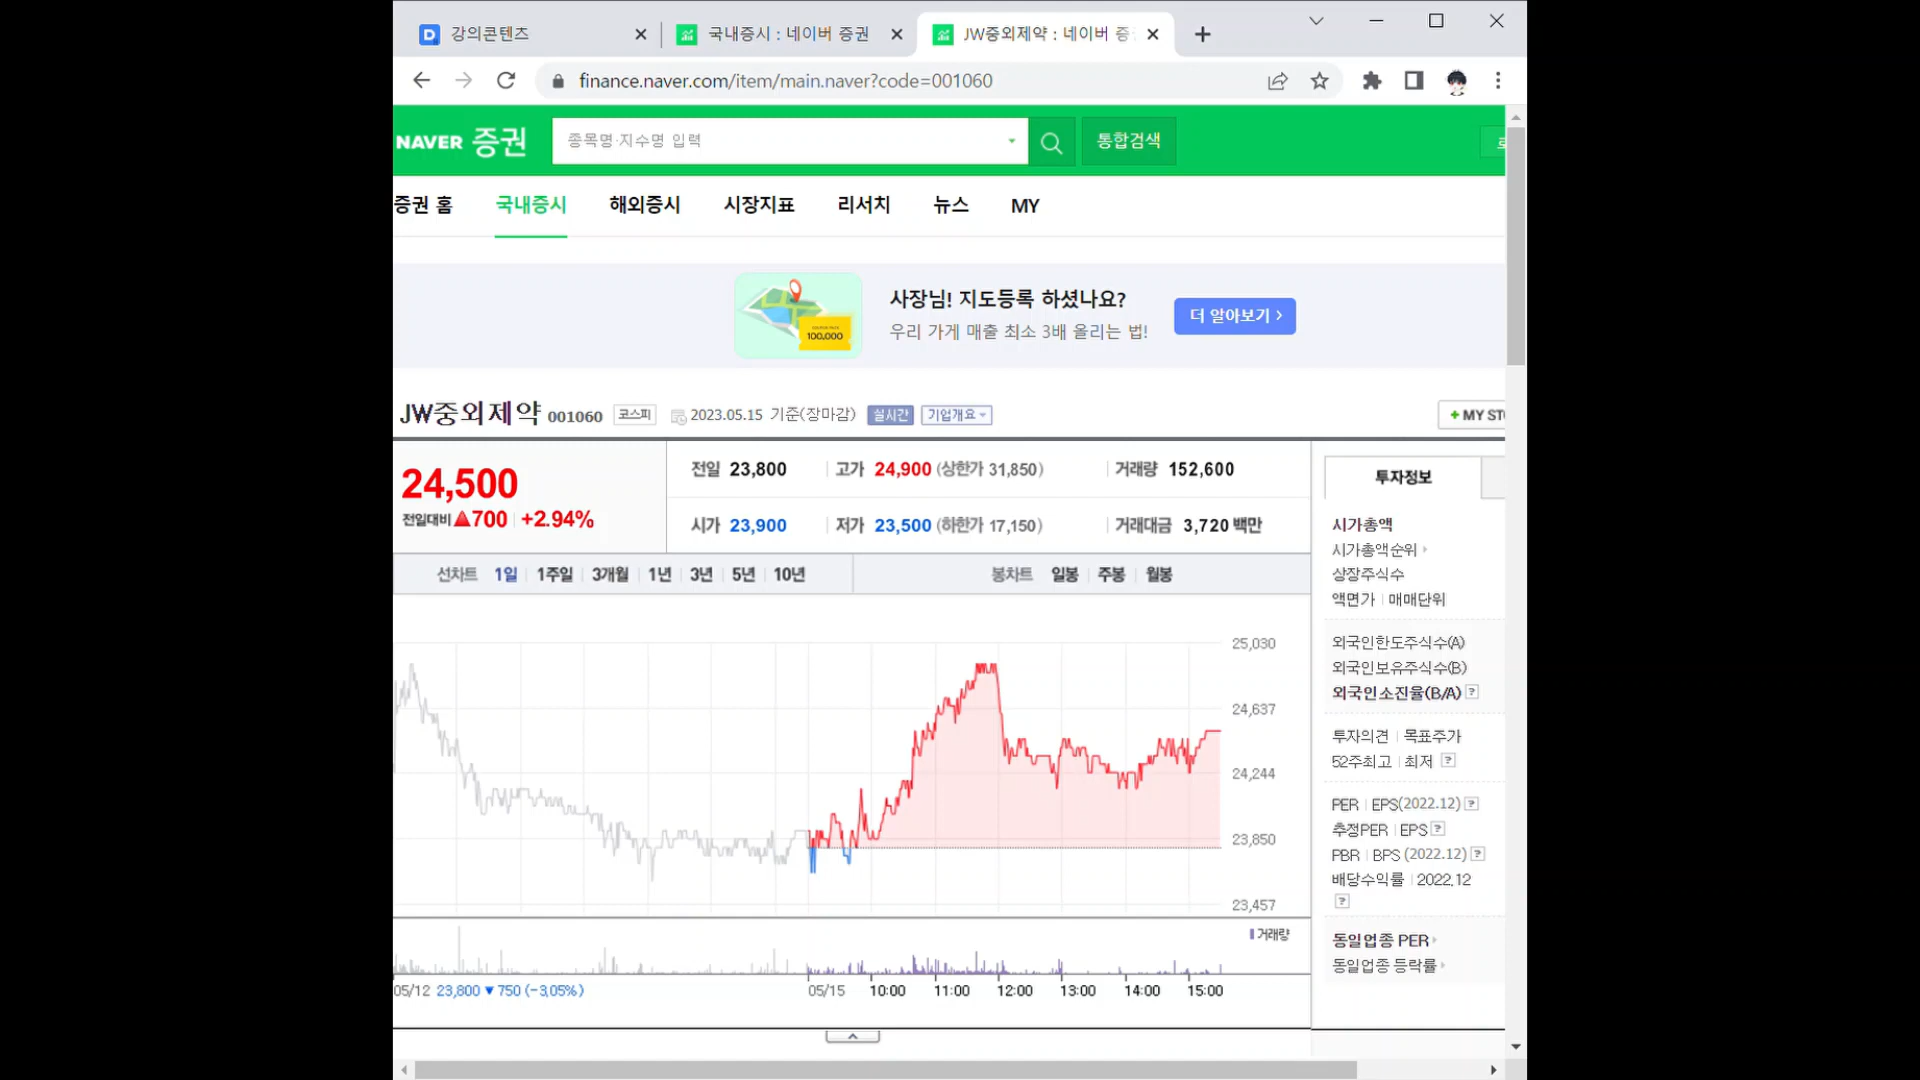 강의콘텐츠
국내증시 : 네이버 증권
JW중외제약 : 네이버 증
finance.naver.com/item/main.naver?code=001060
NAVER 증권
종목명·지수명 입력
통합검색
증권 홈 국내증시 해외증시 시장지표 리서치 뉴스 MY
사장님! 지도등록 하셨나요?
우리 가게 매출 최소 3배 올리는 법!
더 알아보기 >
100,000
JW중외제약 001060 코스피 2023.05.15 기준(장마감) 실시간 기업개요
+ MY ST
24,500
전일대비 ▲700 +2.94%
전일 23,800 고가 24,900 (상한가 31,850) 거래량 152,600
시가 23,900 저가 23,500 (하한가 17,150) 거래대금 3,720 백만
선차트 1일 1주일 3개월 1년 3년 5년 10년 봉차트 일봉 주봉 월봉
25,030
24,637
24,244
23,850
23,457
거래량
05/12 23,800 ▼ 750 (-3,05%) 05/15 10:00 11:00 12:00 13:00 14:00 15:00
투자정보
시가총액
시가총액순위
상장주식수
액면가 매매단위
외국인한도주식수(A)
외국인보유주식수(B)
외국인소진율(B/A) ?
투자의견 목표주가
52주최고 최저 ?
PER EPS(2022.12) ?
추정PER EPS ?
PBR BPS (2022.12) ?
배당수익률 2022.12
?
동일업종 PER
동일업종 등락률